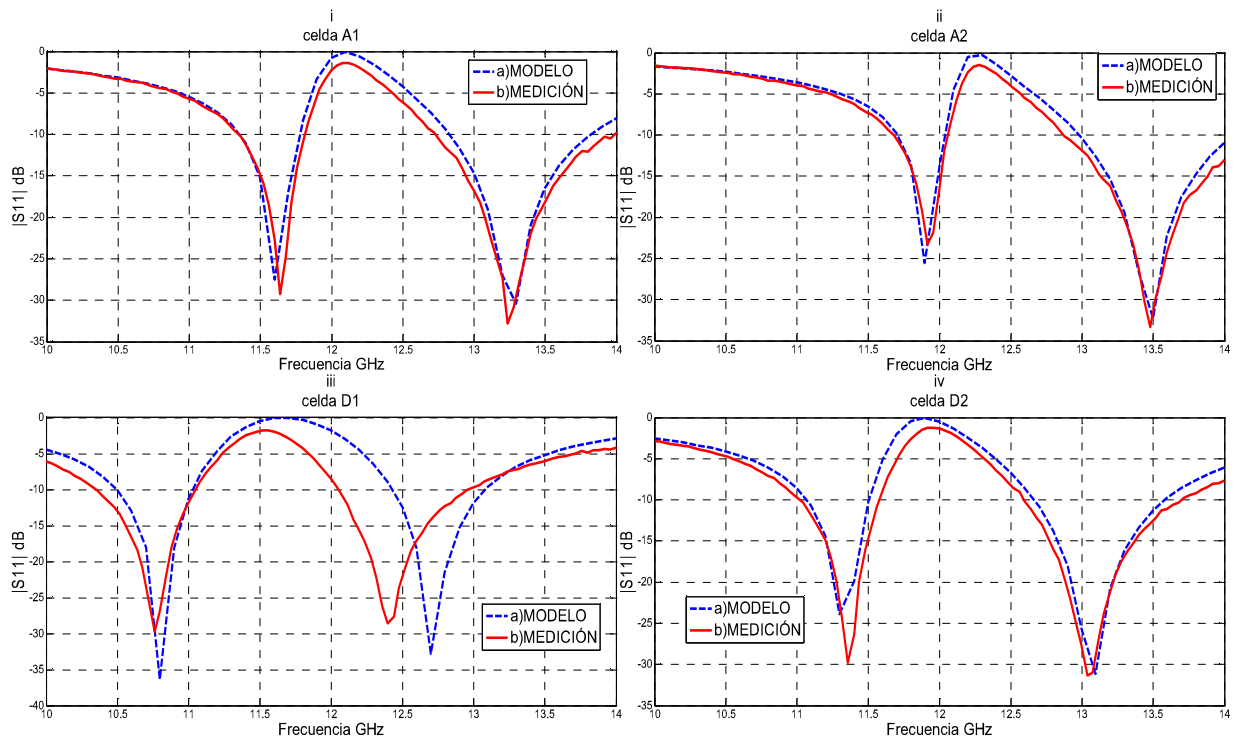 i
celda A1
|S11| dB
0
-5
-10
-15
-20
-25
-30
-35
a)MODELO
b)MEDICIÓN
10 10.5 11 11.5 12 12.5 13 13.5 14
Frecuencia GHz
ii
celda A2
|S11| dB
0
-5
-10
-15
-20
-25
-30
-35
a)MODELO
b)MEDICIÓN
10 10.5 11 11.5 12 12.5 13 13.5 14
Frecuencia GHz
iii
celda D1
|S11| dB
0
-5
-10
-15
-20
-25
-30
-35
-40
a)MODELO
b)MEDICIÓN
10 10.5 11 11.5 12 12.5 13 13.5 14
Frecuencia GHz
iv
celda D2
|S11| dB
0
-5
-10
-15
-20
-25
-30
-35
a)MODELO
b)MEDICIÓN
10 10.5 11 11.5 12 12.5 13 13.5 14
Frecuencia GHz